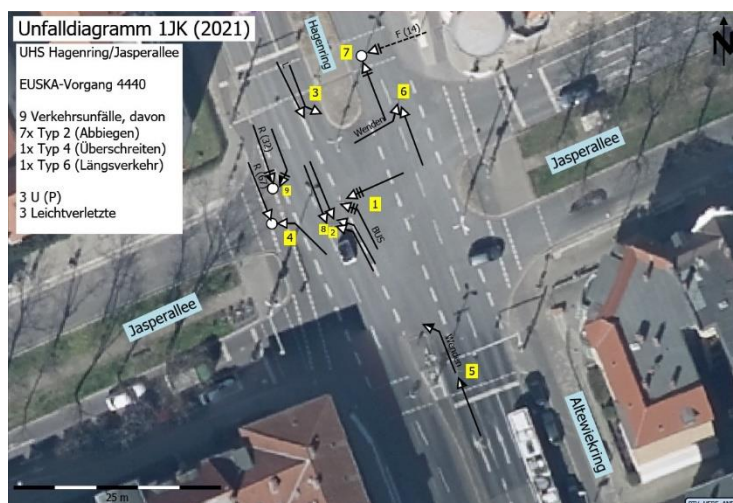 Unfalldiagramm 1JK (2021)
UHS Hagenring/Jasperallee
EUSKA-Vorgang 4440
9 Verkehrsunfälle, davon
7x Typ 2 (Abbiegen)
1x Typ 4 (Überschreiten)
1x Typ 6 (Längsverkehr)
3 U (P)
3 Leichtverletzte
Hagenring
7
F (14)
N
3
6
Wenden
Jasperallee
R (32)
R (67)
9
1
BUS
4
8
2
Jasperallee
Wenden
5
Altewiekring
25 m